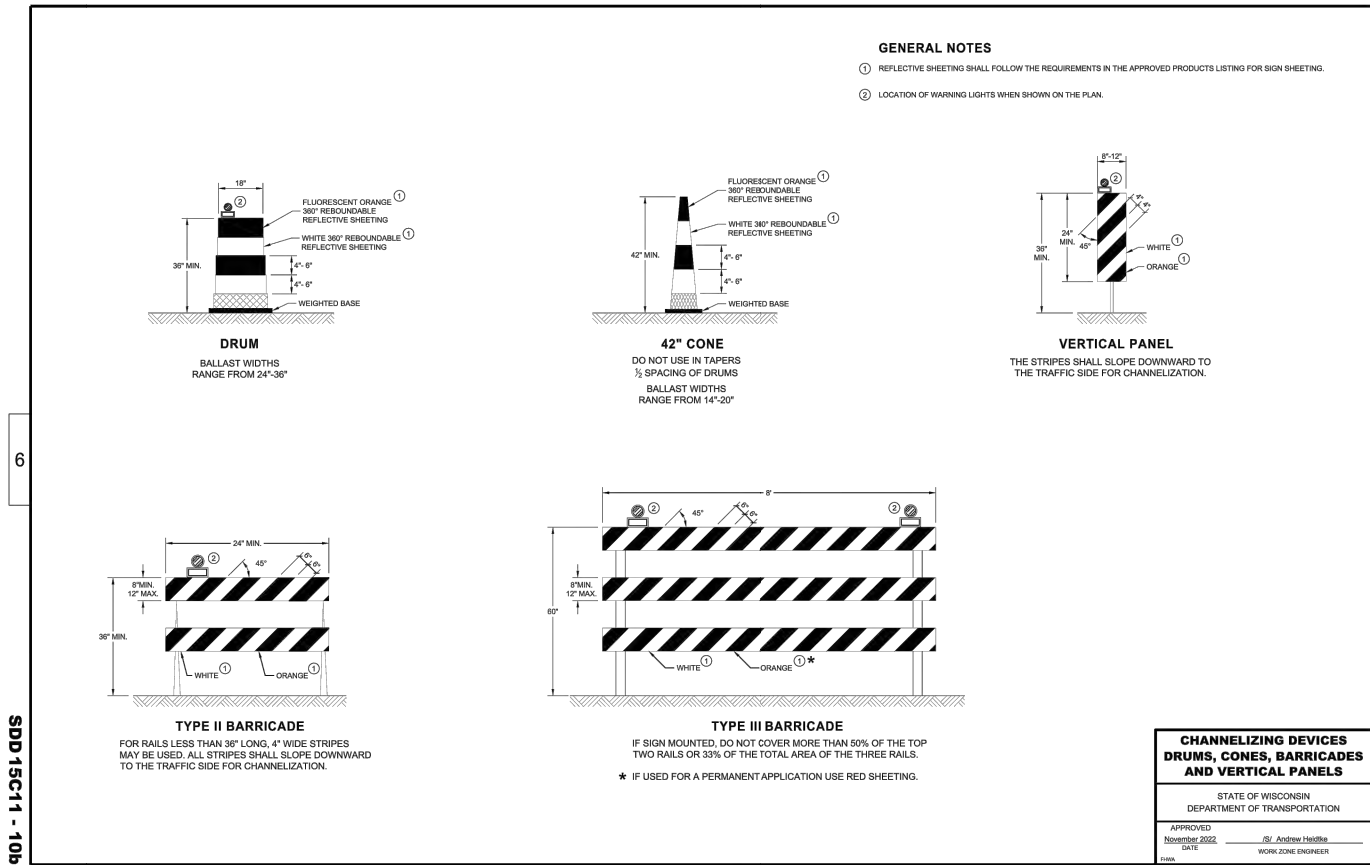 GENERAL NOTES
① REFLECTIVE SHEETING SHALL FOLLOW THE REQUIREMENTS IN THE APPROVED PRODUCTS LISTING FOR SIGN SHEETING.
② LOCATION OF WARNING LIGHTS WHEN SHOWN ON THE PLAN.
18"
②
FLUORESCENT ORANGE ①
360° REBOUNDABLE
REFLECTIVE SHEETING
WHITE 360° REBOUNDABLE ①
REFLECTIVE SHEETING
36" MIN.
4"- 6"
4"- 6"
WEIGHTED BASE
DRUM
BALLAST WIDTHS
RANGE FROM 24"-36"
FLUORESCENT ORANGE ①
360° REBOUNDABLE
REFLECTIVE SHEETING
WHITE 360° REBOUNDABLE ①
REFLECTIVE SHEETING
42" MIN.
4"- 6"
4"- 6"
WEIGHTED BASE
42" CONE
DO NOT USE IN TAPERS
½ SPACING OF DRUMS
BALLAST WIDTHS
RANGE FROM 14"-20"
8"-12"
②
4"
4"
24"
MIN.
45°
36"
MIN.
WHITE ①
ORANGE ①
VERTICAL PANEL
THE STRIPES SHALL SLOPE DOWNWARD TO
THE TRAFFIC SIDE FOR CHANNELIZATION.
6
24" MIN.
②
45°
6"
6"
8"MIN.
12" MAX.
36" MIN.
WHITE ①
ORANGE ①
TYPE II BARRICADE
FOR RAILS LESS THAN 36" LONG, 4" WIDE STRIPES
MAY BE USED. ALL STRIPES SHALL SLOPE DOWNWARD
TO THE TRAFFIC SIDE FOR CHANNELIZATION.
8'
②
45°
6"
6"
②
8"MIN.
12" MAX.
60"
WHITE ①
ORANGE ① *
TYPE III BARRICADE
IF SIGN MOUNTED, DO NOT COVER MORE THAN 50% OF THE TOP
TWO RAILS OR 33% OF THE TOTAL AREA OF THE THREE RAILS.
* IF USED FOR A PERMANENT APPLICATION USE RED SHEETING.
SDD 15C11 - 10b
CHANNELIZING DEVICES
DRUMS, CONES, BARRICADES
AND VERTICAL PANELS
STATE OF WISCONSIN
DEPARTMENT OF TRANSPORTATION
APPROVED
November 2022 /S/ Andrew Heidtke
DATE WORK ZONE ENGINEER
FHWA